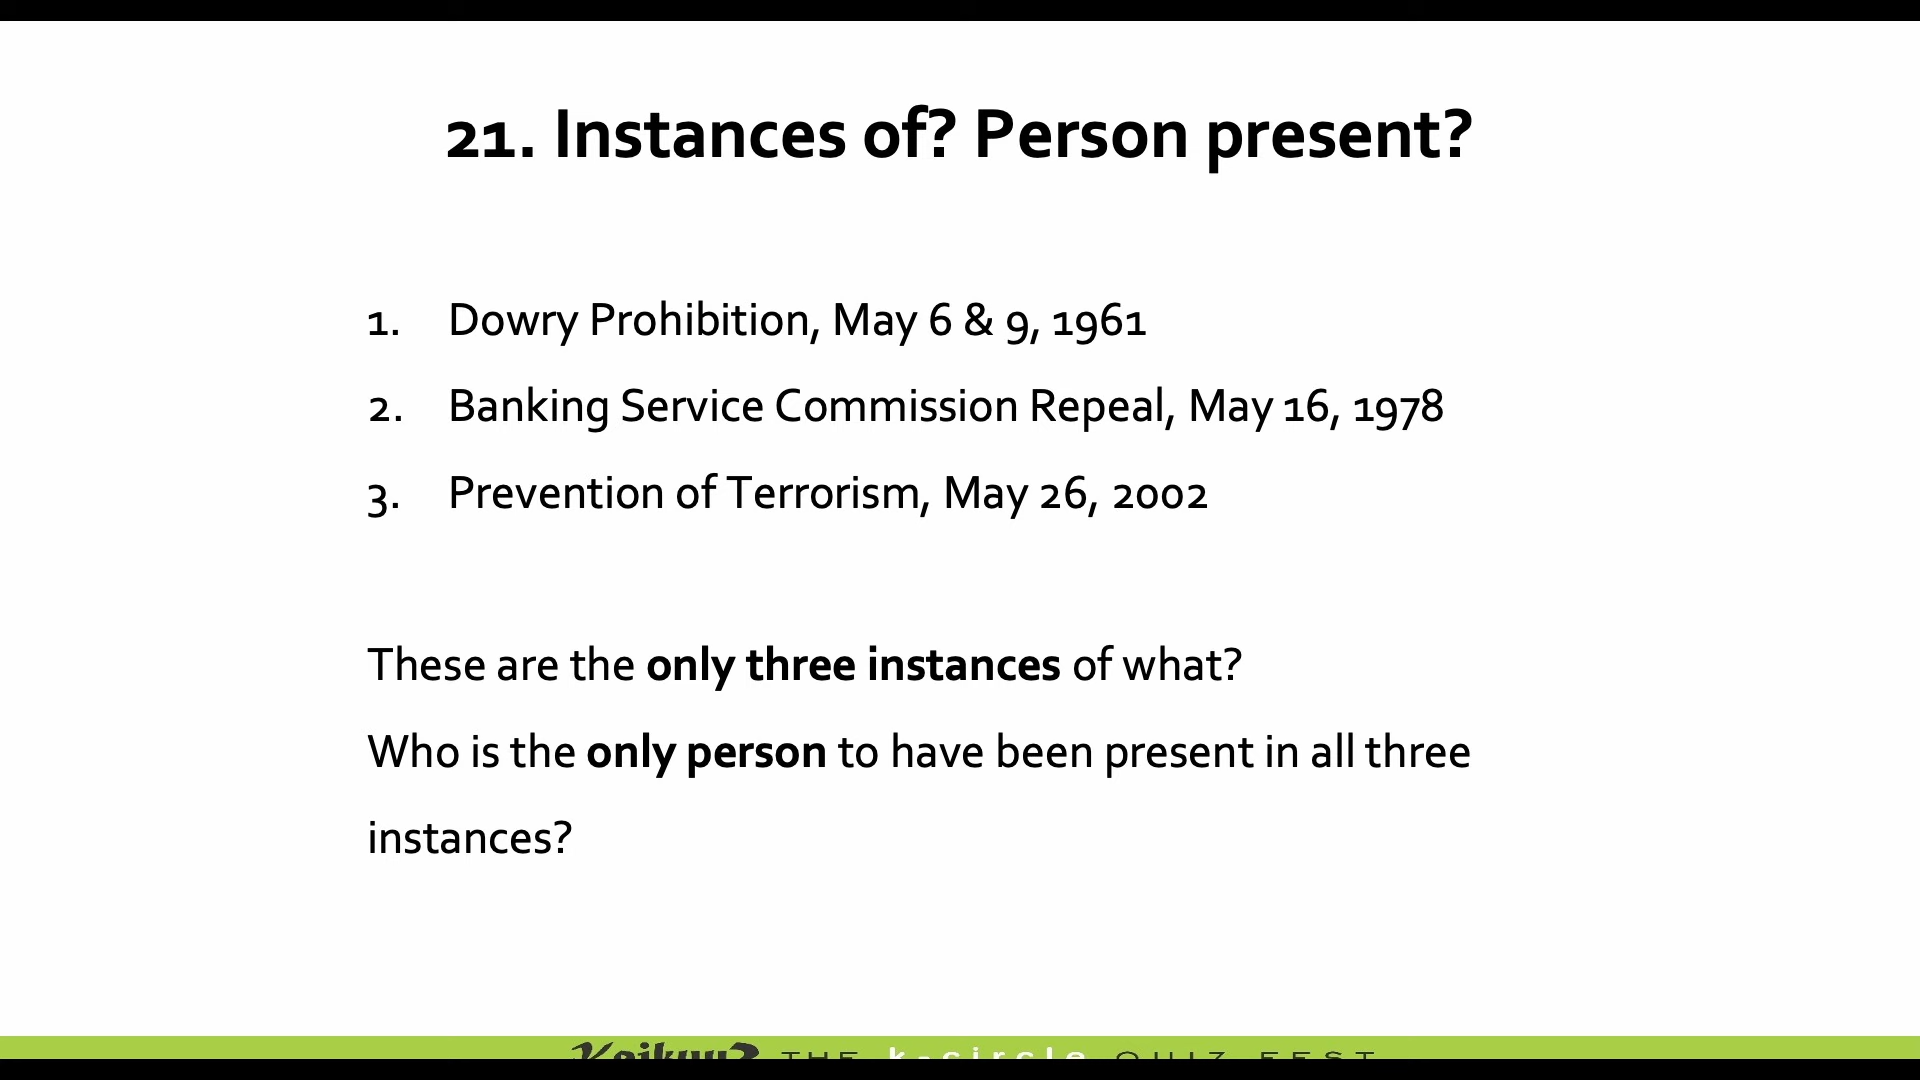 21. Instances of? Person present?
1. Dowry Prohibition, May 6 & 9, 1961
2. Banking Service Commission Repeal, May 16, 1978
3. Prevention of Terrorism, May 26, 2002
These are the only three instances of what?
Who is the only person to have been present in all three
instances?
THE k-circle QUIZ FEST